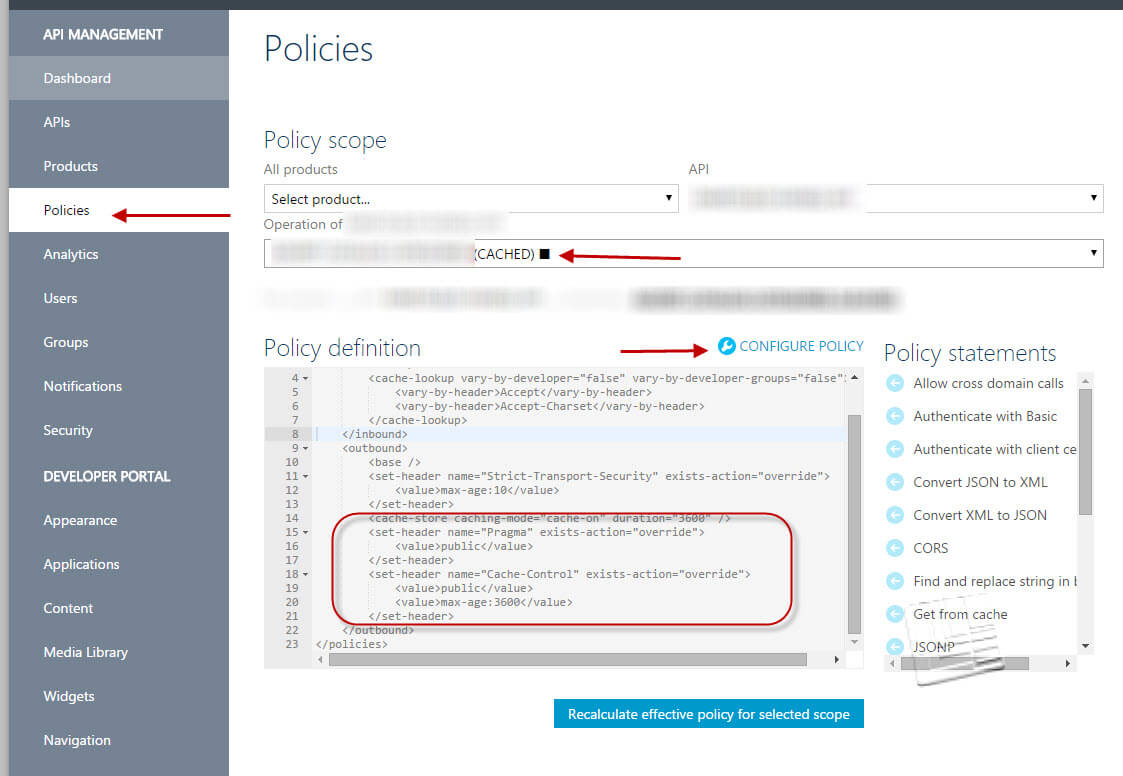 API MANAGEMENT
Dashboard
APIs
Products
Policies
Analytics
Users
Groups
Notifications
Security
DEVELOPER PORTAL
Appearance
Applications
Content
Media Library
Widgets
Navigation
Policies
Policy scope
All products
API
Select product...
Operation of
(CACHED)
Policy definition
CONFIGURE POLICY
4 <cache-lookup vary-by-developer="false" vary-by-developer-groups="false"
5 <vary-by-header>Accept</vary-by-header>
6 <vary-by-header>Accept-Charset</vary-by-header>
7 </cache-lookup>
8 </inbound>
9 <outbound>
10 <base />
11 <set-header name="Strict-Transport-Security" exists-action="override">
12 <value>max-age:10</value>
13 </set-header>
14 <cache-store caching-mode="cache-on" duration="3600" />
15 <set-header name="Pragma" exists-action="override">
16 <value>public</value>
17 </set-header>
18 <set-header name="Cache-Control" exists-action="override">
19 <value>public</value>
20 <value>max-age:3600</value>
21 </set-header>
22 </outbound>
23 </policies>
Policy statements
Allow cross domain calls
Authenticate with Basic
Authenticate with client ce
Convert JSON to XML
Convert XML to JSON
CORS
Find and replace string in b
Get from cache
JSONP
Recalculate effective policy for selected scope